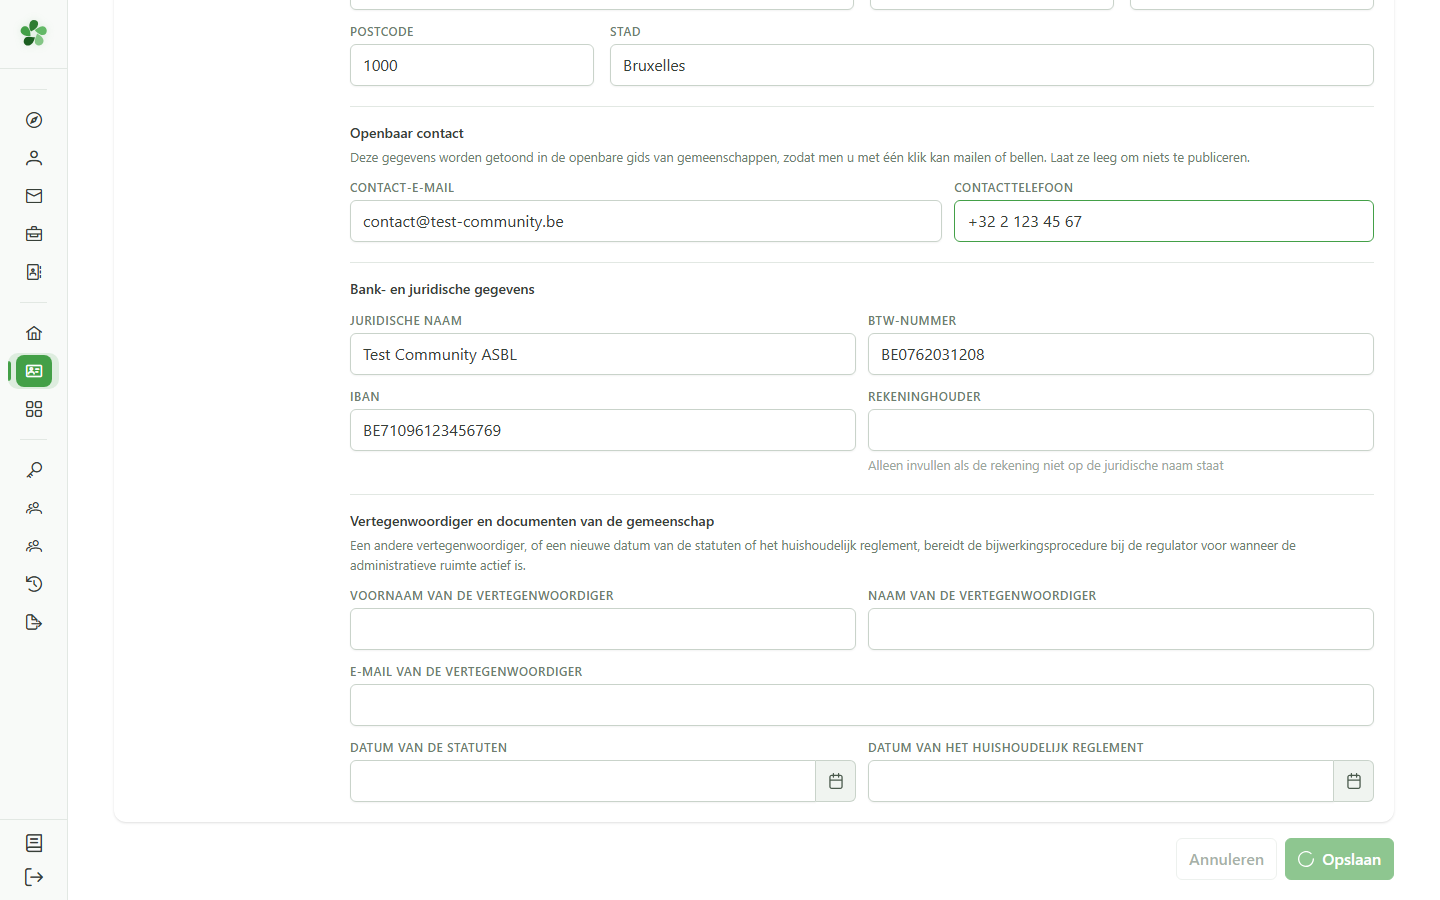 POSTCODE
STAD
1000
Bruxelles
Openbaar contact
Deze gegevens worden getoond in de openbare gids van gemeenschappen, zodat men u met één klik kan mailen of bellen. Laat ze leeg om niets te publiceren.
CONTACT-E-MAIL
CONTACTTELEFOON
contact@test-community.be
+32 2 123 45 67
Bank- en juridische gegevens
JURIDISCHE NAAM
BTW-NUMMER
Test Community ASBL
BE0762031208
IBAN
REKENINGHOUDER
BE71096123456769
Alleen invullen als de rekening niet op de juridische naam staat
Vertegenwoordiger en documenten van de gemeenschap
Een andere vertegenwoordiger, of een nieuwe datum van de statuten of het huishoudelijk reglement, bereidt de bijwerkingsprocedure bij de regulator voor wanneer de
administratieve ruimte actief is.
VOORNAAM VAN DE VERTEGENWOORDIGER
NAAM VAN DE VERTEGENWOORDIGER
E-MAIL VAN DE VERTEGENWOORDIGER
DATUM VAN DE STATUTEN
DATUM VAN HET HUISHOUDELIJK REGLEMENT
Annuleren
Opslaan